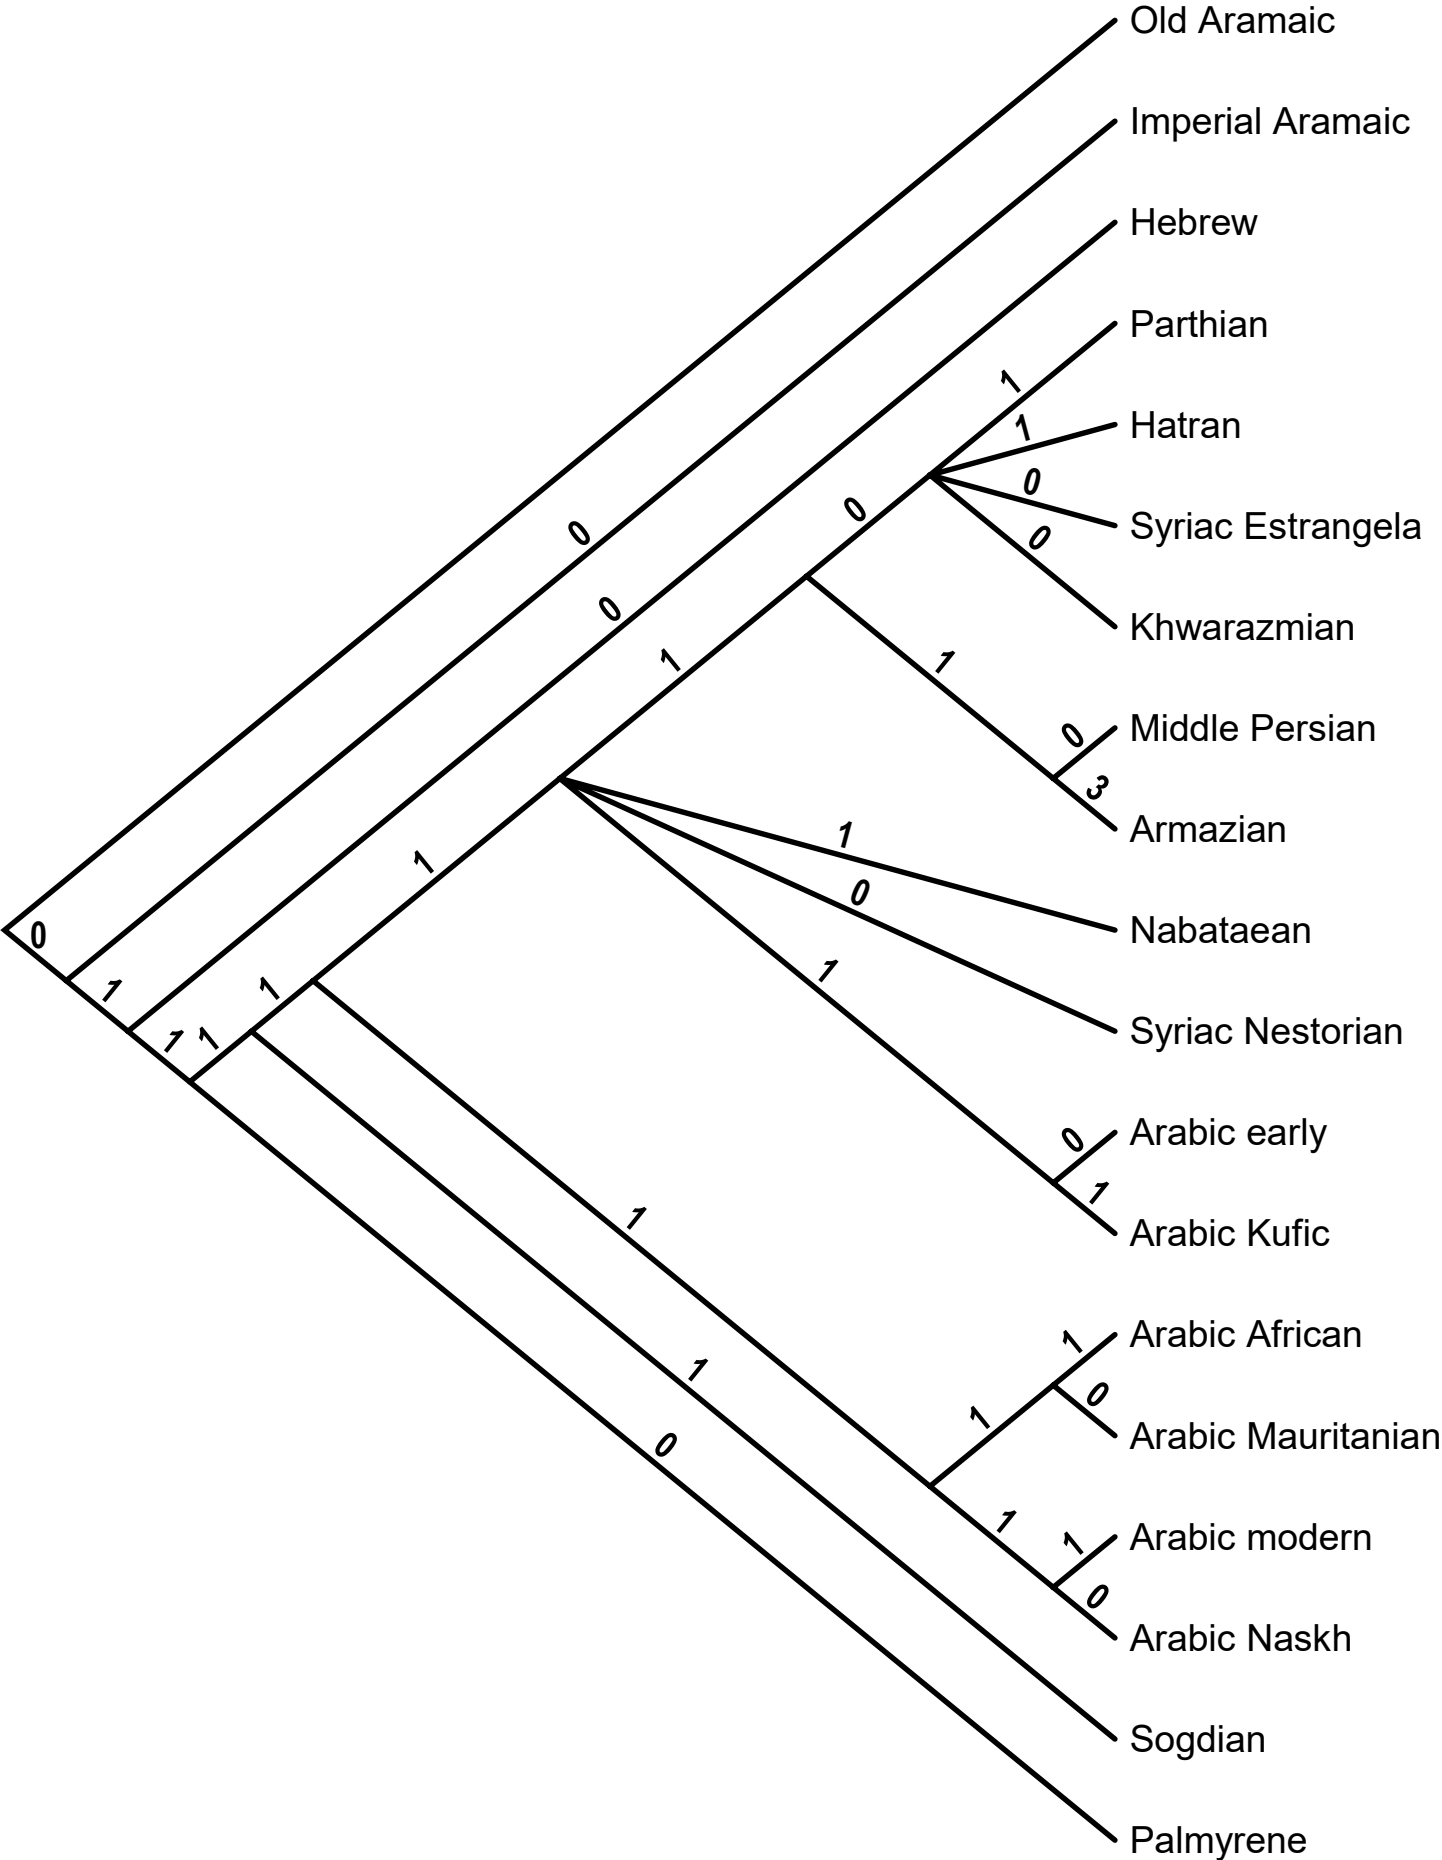 Old Aramaic
Imperial Aramaic
Hebrew
Parthian
1
Hatran
1
0
Syriac Estrangela
0
0
0
Khwarazmian
0
1
1
Middle Persian
0
3
Armazian
1
1
0
Nabataean
0
1
1
1
Syriac Nestorian
1
1
Arabic early
0
1
Arabic Kufic
1
Arabic African
1
1
0
1
Arabic Mauritanian
0
1
Arabic modern
1
0
Arabic Naskh
Sogdian
Palmyrene